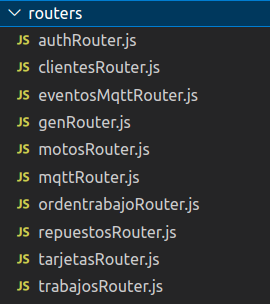 routers
JS authRouter.js
JS clientesRouter.js
JS eventosMqttRouter.js
JS genRouter.js
JS motosRouter.js
JS mqttRouter.js
JS ordentrabajoRouter.js
JS repuestosRouter.js
JS tarjetasRouter.js
JS trabajosRouter.js